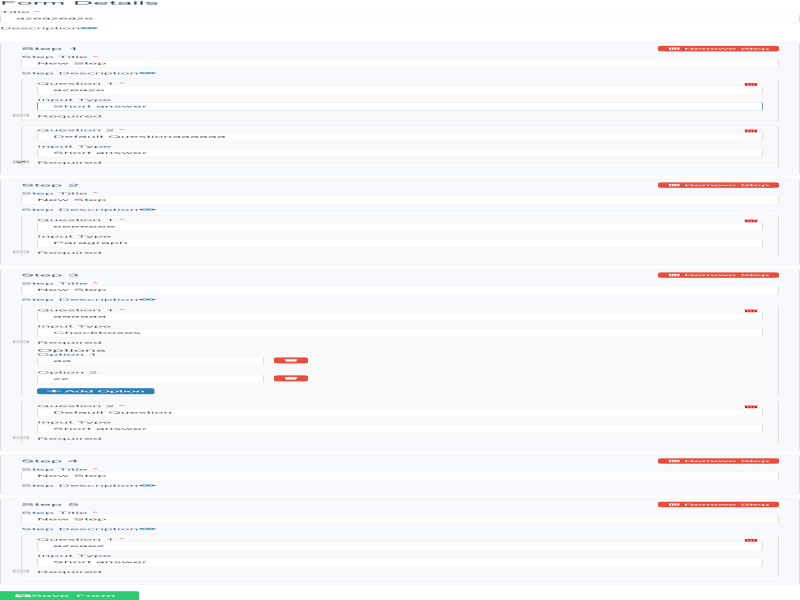 Form Details
Title *
azeazeaze
Description
Step 1
Remove Step
Step Title *
New Step
Step Description
Question 1 *
azeaze
Input Type
Short answer
Required
Question 2 *
Default Questionaaaaaa
Input Type
Short answer
Required
Step 2
Remove Step
Step Title *
New Step
Step Description
Question 1 *
Input Type
Paragraph
Required
Step 3
Remove Step
Step Title *
New Step
Step Description
Question 1 *
aaaaaa
Input Type
Checkboxes
Required
Options
Option 1
aa
Option 2
zz
+ Add Option
Question 2 *
Default Question
Input Type
Short answer
Required
Step 4
Remove Step
Step Title *
New Step
Step Description
Step 5
Remove Step
Step Title *
New Step
Step Description
Question 1 *
azeaez
Input Type
Short answer
Required
Save Form